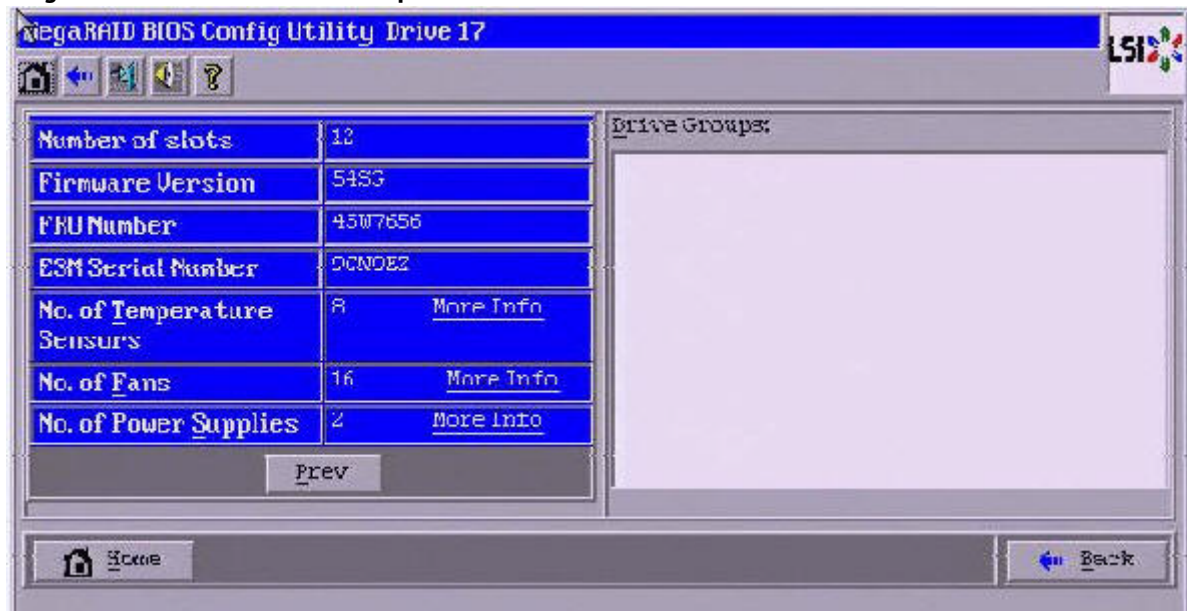 MegaRAID BIOS Config Utility Drive 17
LSI
Number of slots 12
Firmware Version 54SG
FRU Number 45W7656
ESM Serial Number
No. of Temperature Sensors 8 More Info
No. of Fans 16 More Info
No. of Power Supplies 2 More Info
Prev
Drive Groups:
Home
Back